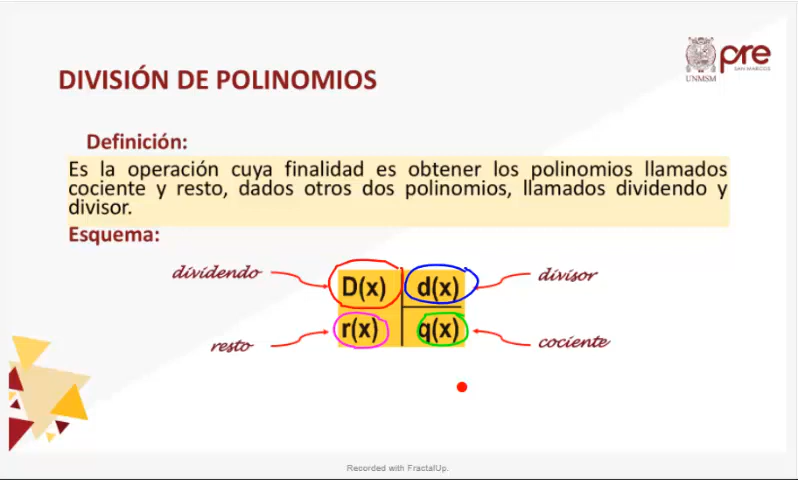 pre
SAN MARCOS
UNMSM
DIVISIÓN DE POLINOMIOS
Definición:
Es la operación cuya finalidad es obtener los polinomios llamados
cociente y resto, dados otros dos polinomios, llamados dividendo y
divisor.
Esquema:
dividendo D(x) d(x) divisor
resto r(x) q(x) cociente
Recorded with FractalUp.